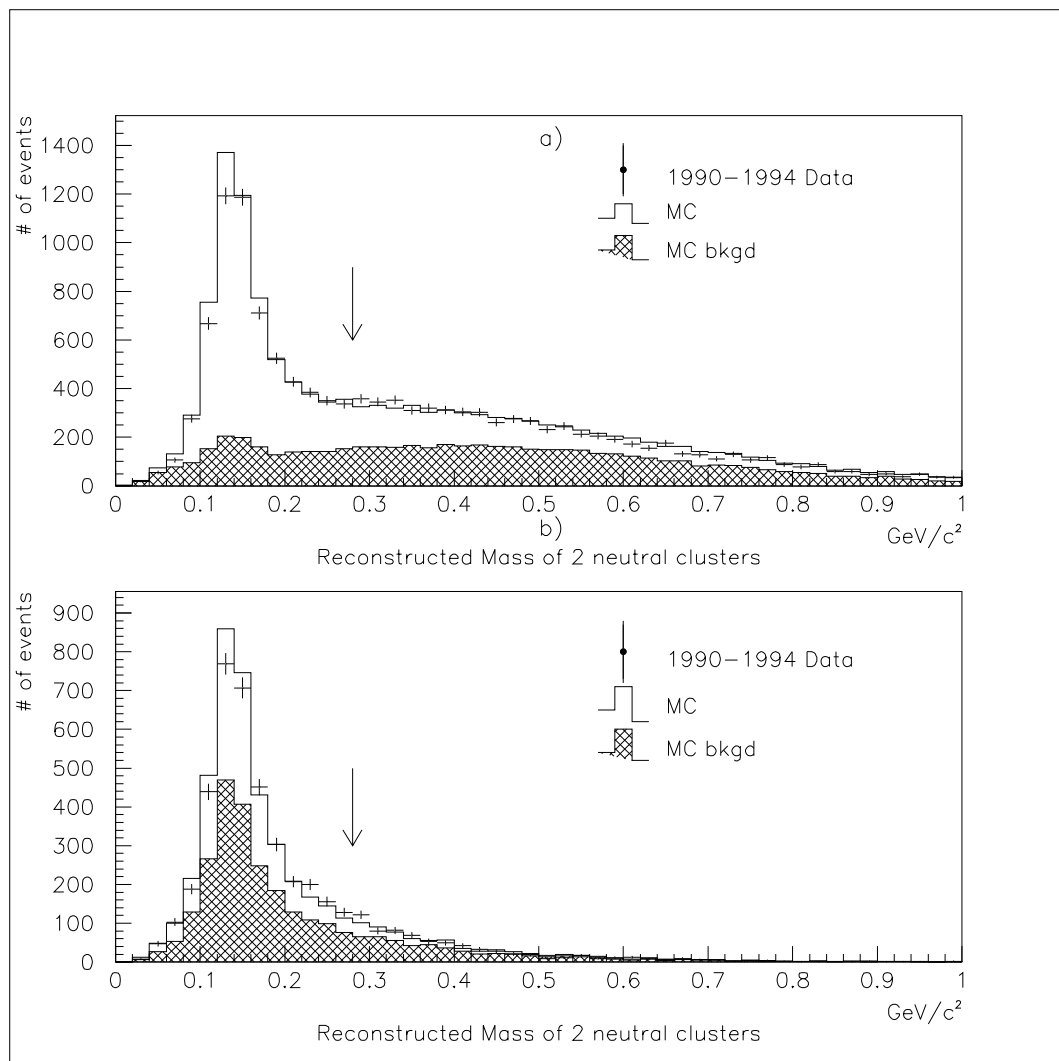 a)
# of events
1400
1200
1000
800
600
400
200
0
1990-1994 Data
MC
MC bkgd
0 0.1 0.2 0.3 0.4 0.5 0.6 0.7 0.8 0.9 1
GeV/c²
b)
Reconstructed Mass of 2 neutral clusters
# of events
900
800
700
600
500
400
300
200
100
0
1990-1994 Data
MC
MC bkgd
0 0.1 0.2 0.3 0.4 0.5 0.6 0.7 0.8 0.9 1
GeV/c²
Reconstructed Mass of 2 neutral clusters